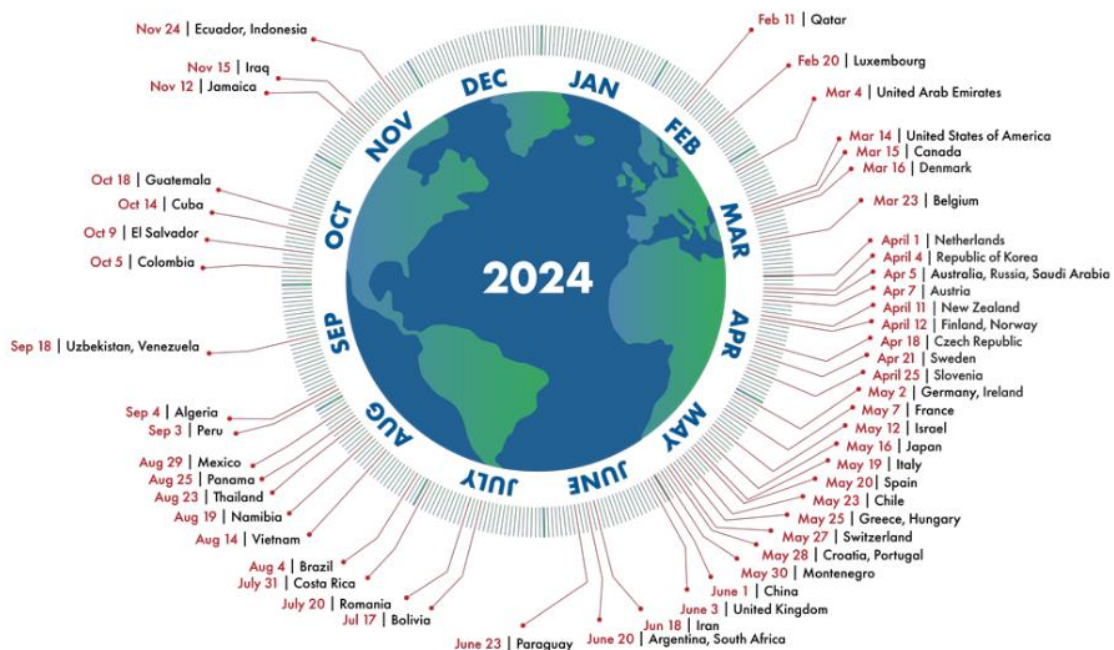 2024
JAN
FEB
MAR
APR
MAY
JUNE
JULY
AUG
SEP
OCT
NOV
DEC
Feb 11 | Qatar
Feb 20 | Luxembourg
Mar 4 | United Arab Emirates
Mar 14 | United States of America
Mar 15 | Canada
Mar 16 | Denmark
Mar 23 | Belgium
April 1 | Netherlands
April 4 | Republic of Korea
Apr 5 | Australia, Russia, Saudi Arabia
Apr 7 | Austria
April 11 | New Zealand
April 12 | Finland, Norway
Apr 18 | Czech Republic
Apr 21 | Sweden
April 25 | Slovenia
May 2 | Germany, Ireland
May 7 | France
May 12 | Israel
May 16 | Japan
May 19 | Italy
May 20 | Spain
May 23 | Chile
May 25 | Greece, Hungary
May 27 | Switzerland
May 28 | Croatia, Portugal
May 30 | Montenegro
June 1 | China
June 3 | United Kingdom
Jun 18 | Iran
June 20 | Argentina, South Africa
June 23 | Paraguay
Jul 17 | Bolivia
July 20 | Romania
July 31 | Costa Rica
Aug 4 | Brazil
Aug 14 | Vietnam
Aug 19 | Namibia
Aug 23 | Thailand
Aug 25 | Panama
Aug 29 | Mexico
Sep 3 | Peru
Sep 4 | Algeria
Sep 18 | Uzbekistan, Venezuela
Oct 5 | Colombia
Oct 9 | El Salvador
Oct 14 | Cuba
Oct 18 | Guatemala
Nov 12 | Jamaica
Nov 15 | Iraq
Nov 24 | Ecuador, Indonesia